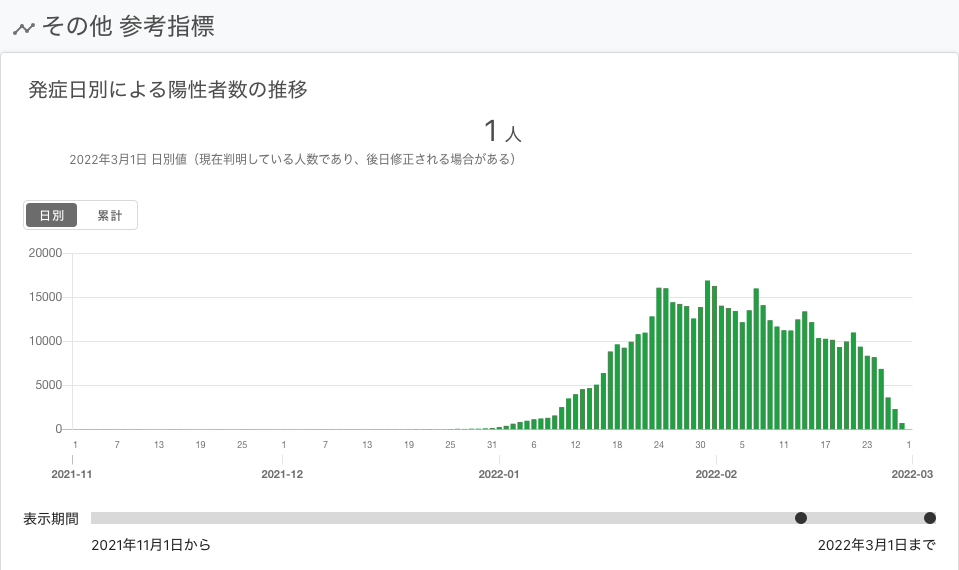 その他 参考指標
発症日別による陽性者数の推移
1 人
2022年3月1日 日別値（現在判明している人数であり、後日修正される場合がある）
日別 累計
20000
15000
10000
5000
0
1 7 13 19 25 1 7 13 19 25 31 6 12 18 24 30 5 11 17 23 1
2021-11 2021-12 2022-01 2022-02 2022-03
表示期間
2021年11月1日から 2022年3月1日まで